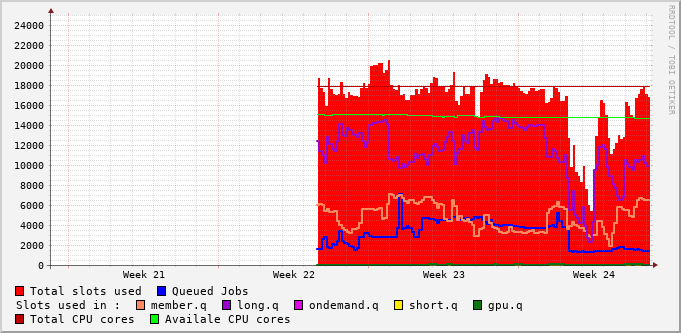 24000
22000
20000
18000
16000
14000
12000
10000
8000
6000
4000
2000
0
Week 21 Week 22 Week 23 Week 24
Total slots used Queued Jobs
Slots used in : member.q long.q ondemand.q short.q gpu.q
Total CPU cores Availale CPU cores
RRDTOOL / TOBI OETIKER